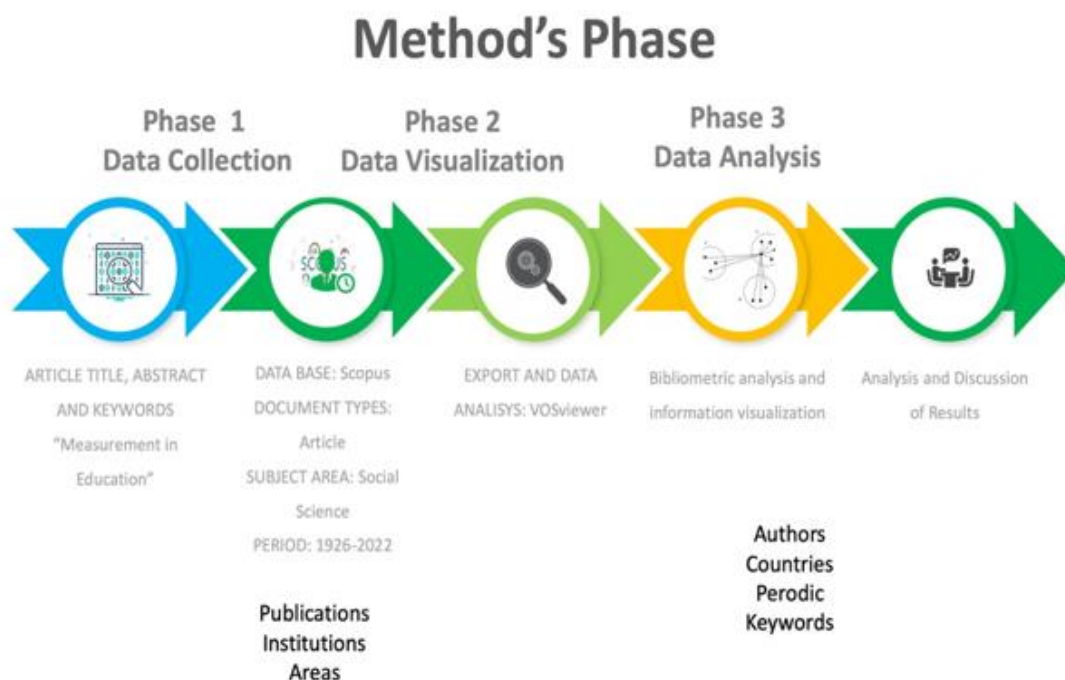 Method's Phase
Phase 1
Data Collection
Phase 2
Data Visualization
Phase 3
Data Analysis
SCOPUS
ARTICLE TITLE, ABSTRACT
AND KEYWORDS
"Measurement in
Education"
DATA BASE: Scopus
DOCUMENT TYPES:
Article
SUBJECT AREA: Social
Science
PERIOD: 1926-2022
Publications
Institutions
Areas
EXPORT AND DATA
ANALISYS: VOSviewer
Bibliometric analysis and
information visualization
Authors
Countries
Perodic
Keywords
Analysis and Discussion
of Results